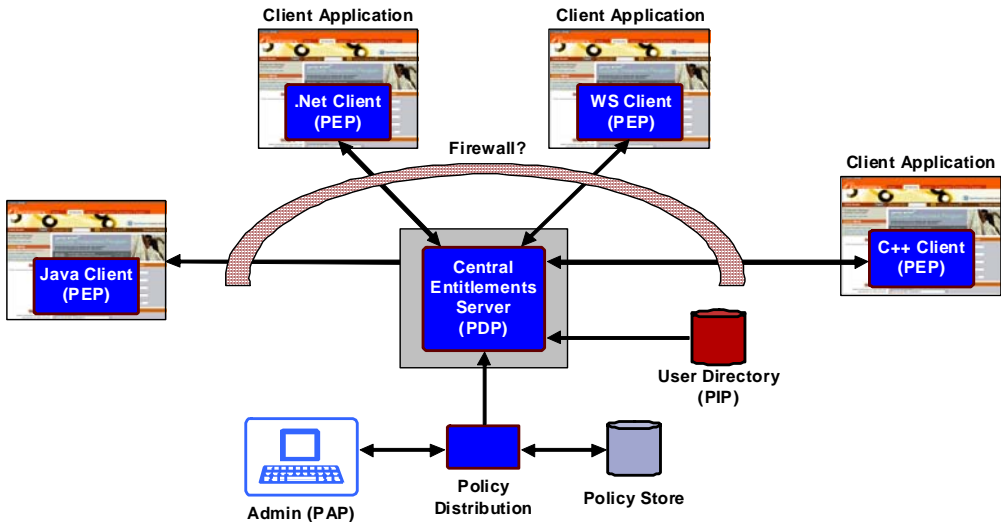 Client Application
Client Application
.Net Client
(PEP)
WS Client
(PEP)
Firewall?
Client Application
Java Client
(PEP)
Central
Entitlements
Server
(PDP)
C++ Client
(PEP)
User Directory
(PIP)
Admin (PAP)
Policy
Distribution
Policy Store